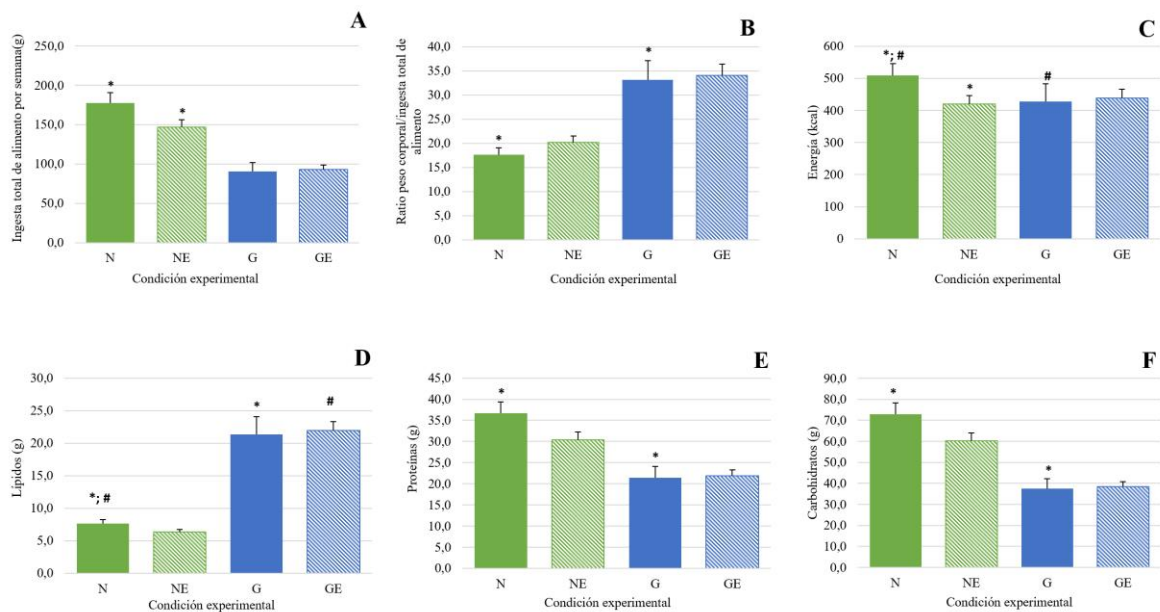 A
Ingesta total de alimento por semana(g)
250,0
200,0
150,0
100,0
50,0
0,0
*
*
N NE G GE
Condición experimental
B
Ratio peso corporal/ingesta total de
alimento
40,0
35,0
30,0
25,0
20,0
15,0
10,0
5,0
0,0
*
*
N NE G GE
Condición experimental
C
Energía (kcal)
600
500
400
300
200
100
0
*; #
*
#
N NE G GE
Condición experimental
D
Lípidos (g)
30,0
25,0
20,0
15,0
10,0
5,0
0,0
*; #
*
#
N NE G GE
Condición experimental
E
Proteínas (g)
45,0
40,0
35,0
30,0
25,0
20,0
15,0
10,0
5,0
0,0
*
*
N NE G GE
Condición experimental
F
Carbohidratos (g)
90,0
80,0
70,0
60,0
50,0
40,0
30,0
20,0
10,0
0,0
*
*
N NE G GE
Condición experimental